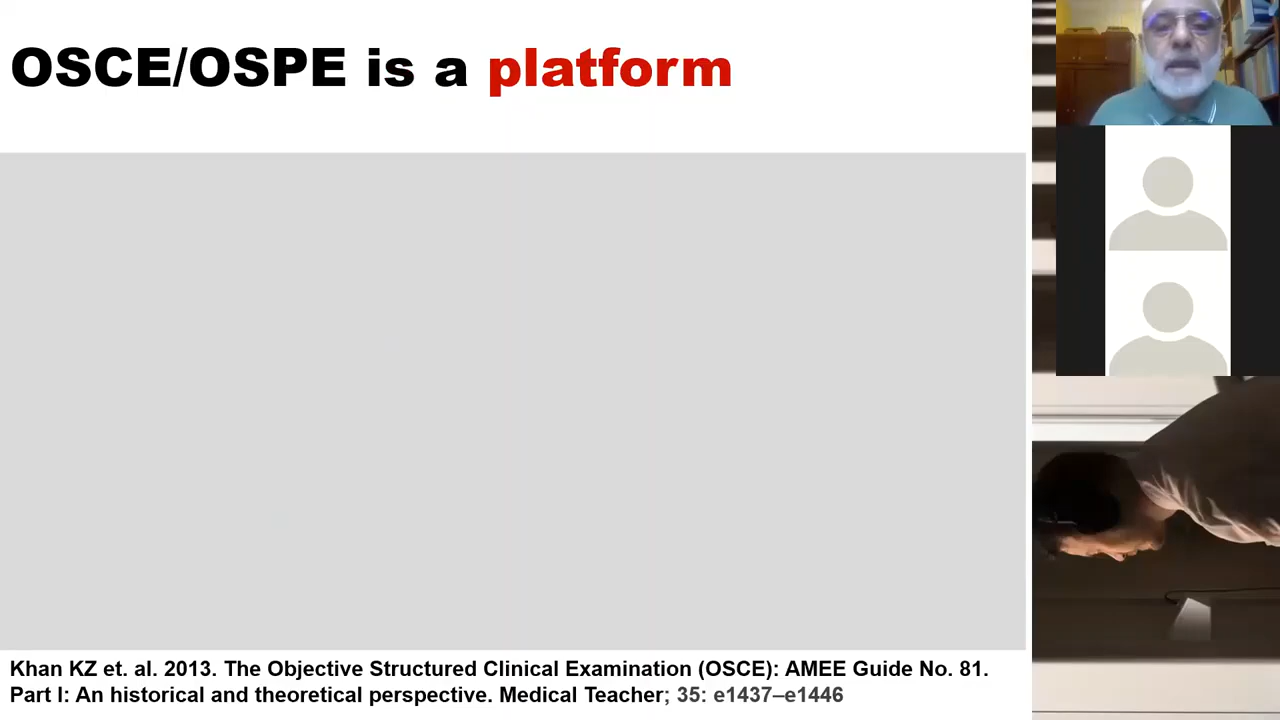 OSCE/OSPE is a platform
Khan KZ et. al. 2013. The Objective Structured Clinical Examination (OSCE): AMEE Guide No. 81.
Part I: An historical and theoretical perspective. Medical Teacher; 35: e1437–e1446